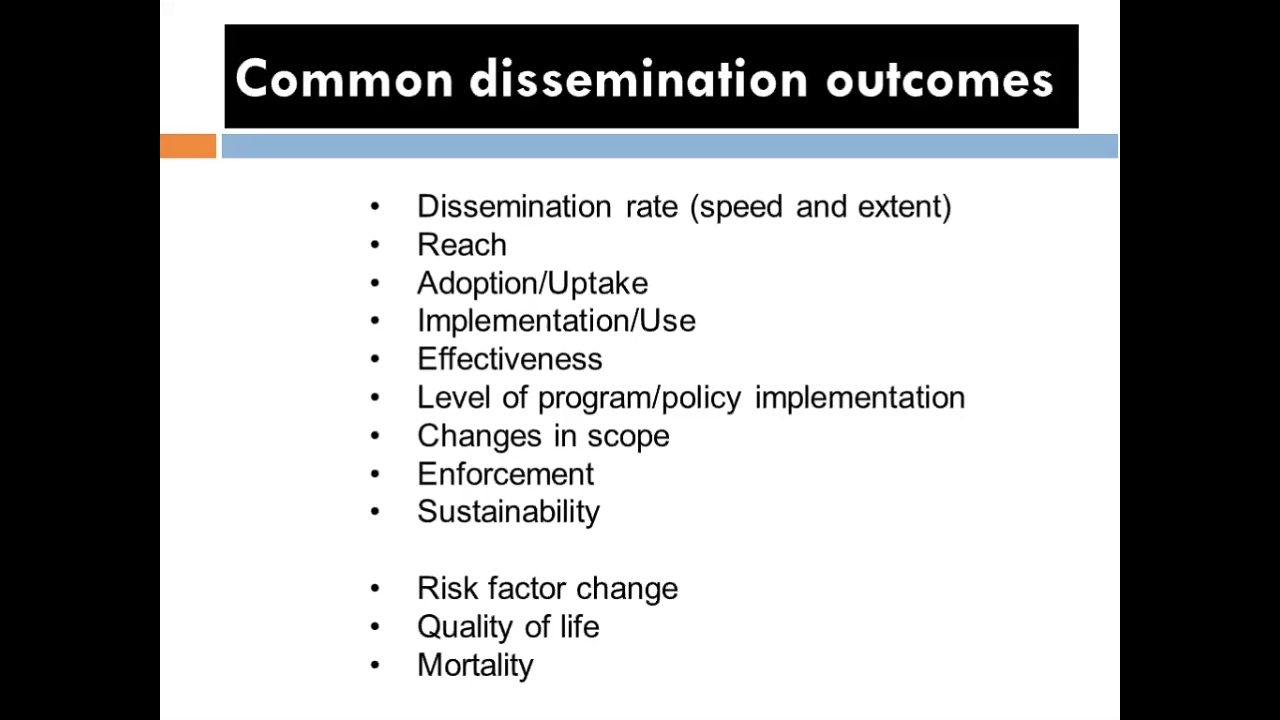 Common dissemination outcomes
• Dissemination rate (speed and extent)
• Reach
• Adoption/Uptake
• Implementation/Use
• Effectiveness
• Level of program/policy implementation
• Changes in scope
• Enforcement
• Sustainability
• Risk factor change
• Quality of life
• Mortality